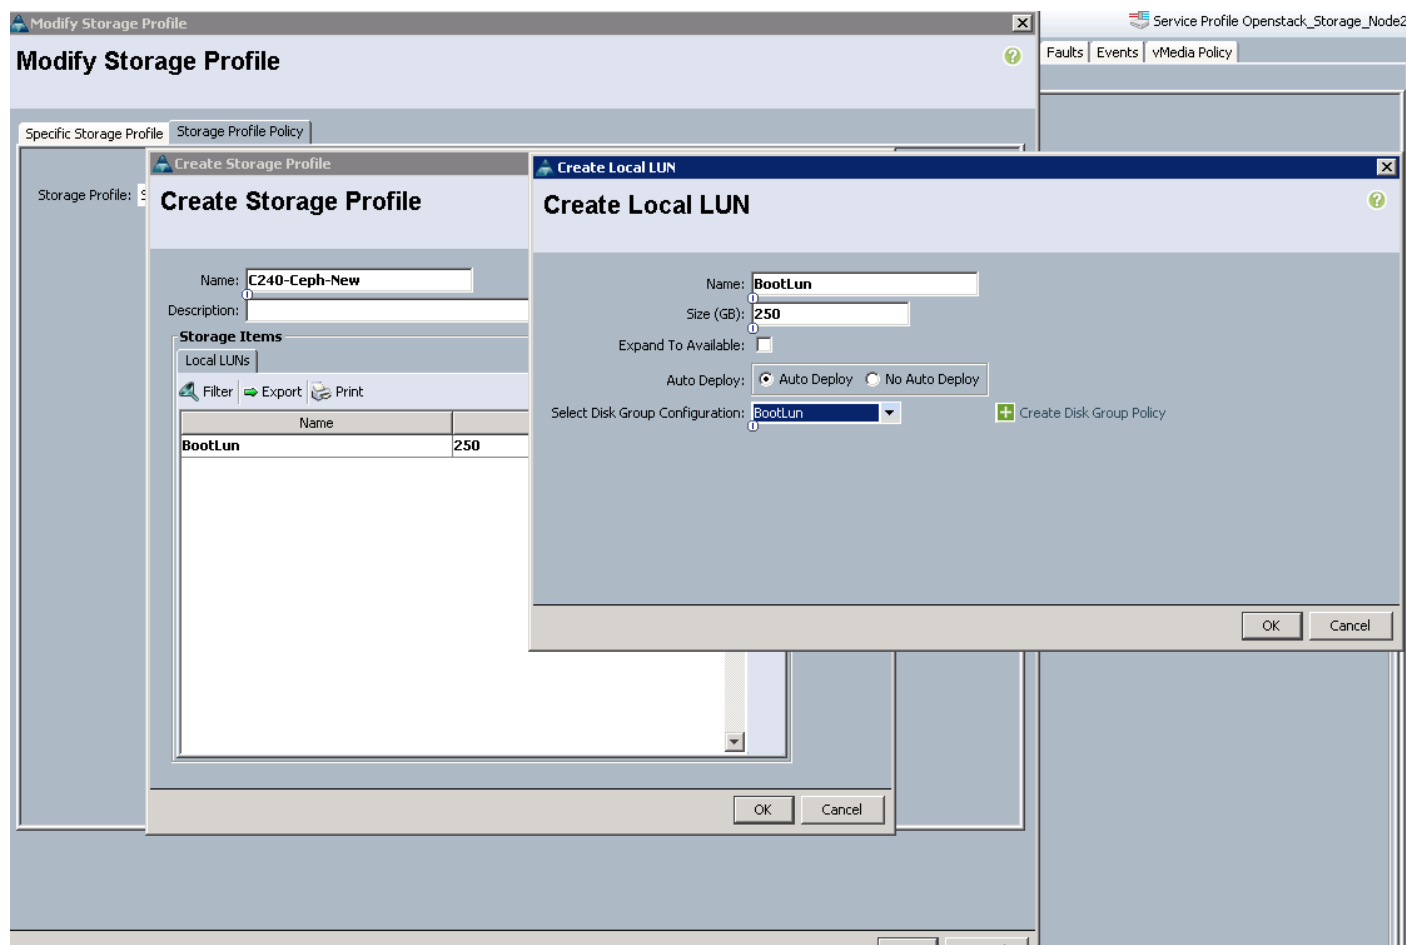 Modify Storage Profile
Service Profile Openstack_Storage_Node2
Modify Storage Profile
Faults Events vMedia Policy
Specific Storage Profile Storage Profile Policy
Storage Profile: S
Create Storage Profile
Create Storage Profile
Name: C240-Ceph-New
Description:
Storage Items
Local LUNs
Filter Export Print
Name
BootLun 250
OK Cancel
Create Local LUN
Create Local LUN
Name: BootLun
Size (GB): 250
Expand To Available:
Auto Deploy: Auto Deploy No Auto Deploy
Select Disk Group Configuration: BootLun Create Disk Group Policy
OK Cancel